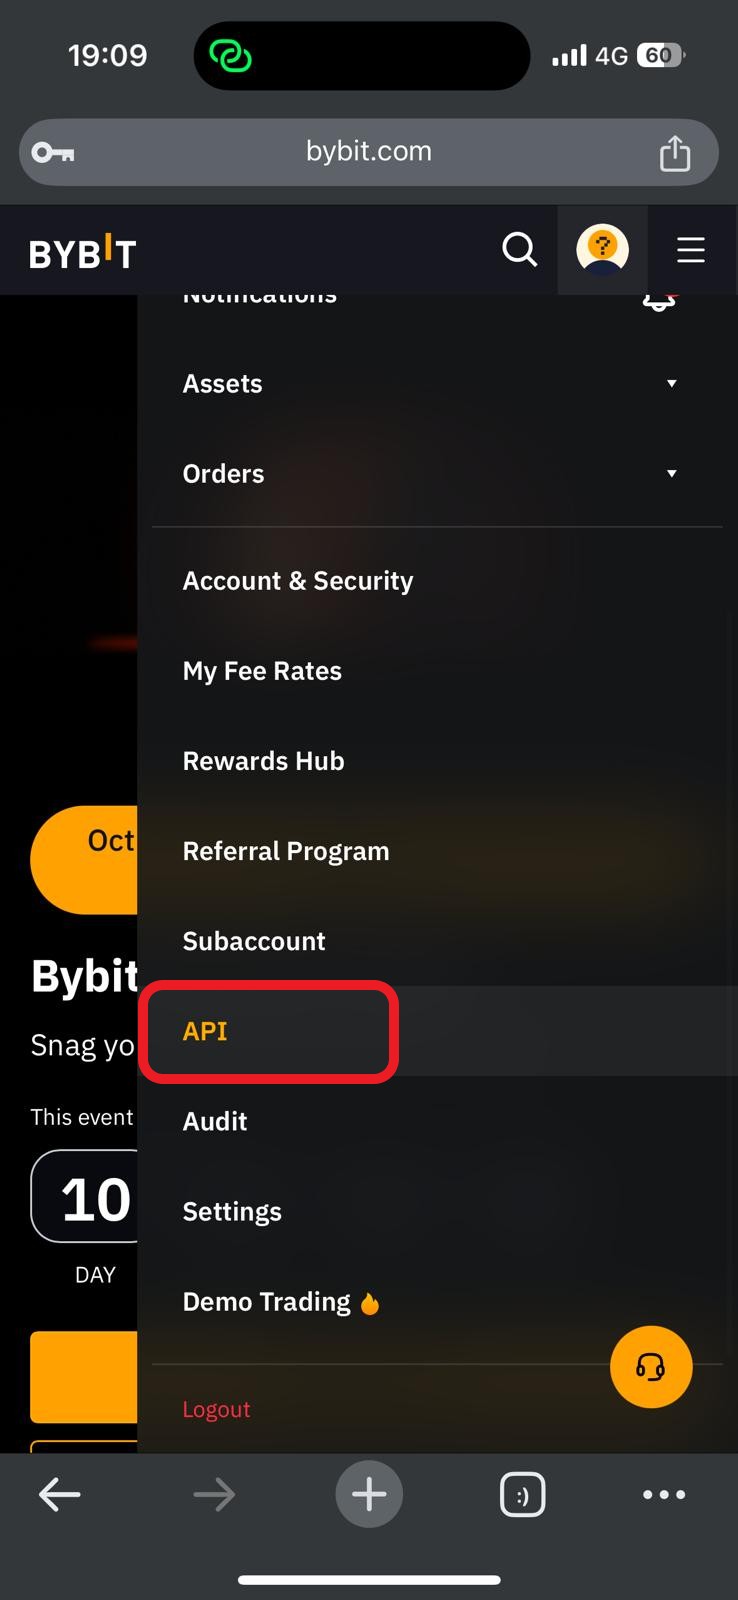 19:09
4G
60
bybit.com
BYBIT
Notifications
Assets
Orders
Account & Security
My Fee Rates
Rewards Hub
Referral Program
Oct
Subaccount
Bybit
API
Snag yo
This event
Audit
10
Settings
DAY
Demo Trading
Logout
:)